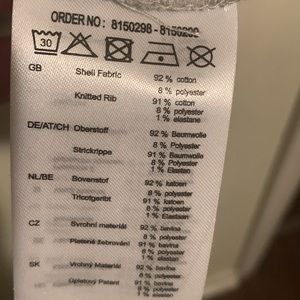 ORDER NO : 8150298 -
30
GB Shell Fabric 92 % cotton
8 % polyester
Knitted Rib 91 % cotton
8 % polyester
1 % elastane
DE/AT/CH Oberstoff 92 % Baumwolle
8 % Polyester
Strickrippe 91 % Baumwolle
8 % Polyester
1 % Elastan
NL/BE Bovenstof 92 % katoen
8 % polyester
Tricotgeribt 91 % katoen
8 % polyester
1 % Elastaan
CZ Svrchní materiál 92 % bavlna
8 % polyester
Pletené žebrování 91 % bavlna
8 % polyester
1 % elastan
SK Vrchný Materiál 92 % bavlna
8 % polyester
Úpletový Patent 91 % bavlna
8 % polyester